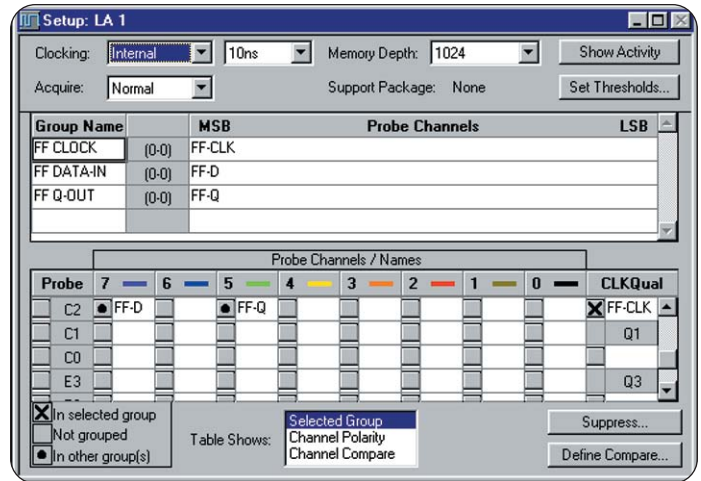 Setup: LA 1
Clocking: Internal 10ns Memory Depth: 1024 Show Activity
Acquire: Normal Support Package: None Set Thresholds...
Group Name MSB Probe Channels LSB
FF CLOCK (0-0) FF-CLK
FF DATA-IN (0-0) FF-D
FF Q-OUT (0-0) FF-Q
Probe Channels / Names
Probe 7 6 5 4 3 2 1 0 CLKQual
C2 FF-D FF-Q FF-CLK
C1 Q1
C0
E3 Q3
In selected group
Not grouped
In other group(s)
Table Shows:
Selected Group
Channel Polarity
Channel Compare
Suppress...
Define Compare...